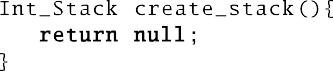 Int_Stack create_stack(){
return null;
}